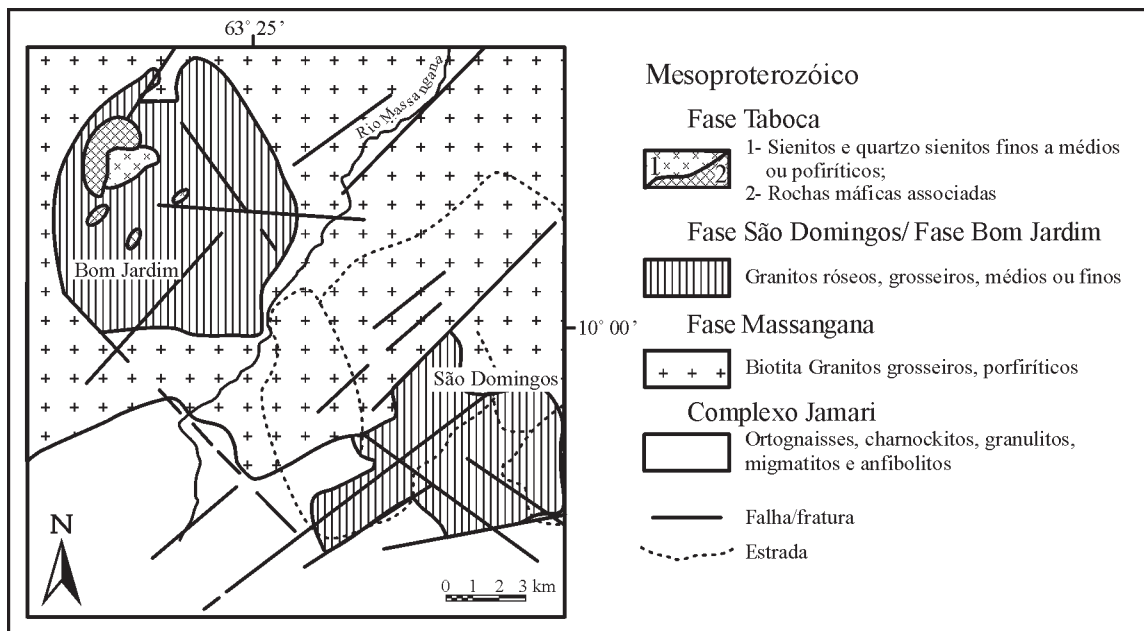 63° 25’
Rio Massangana
Bom Jardim
10° 00’
São Domingos
N
0 1 2 3 km
Mesoproterozóico
Fase Taboca
1 2
1- Sienitos e quartzo sienitos finos a médios
ou pofiríticos;
2- Rochas máficas associadas
Fase São Domingos/ Fase Bom Jardim
Granitos róseos, grosseiros, médios ou finos
Fase Massangana
Biotita Granitos grosseiros, porfiríticos
Complexo Jamari
Ortognaisses, charnockitos, granulitos,
migmatitos e anfibolitos
Falha/fratura
Estrada